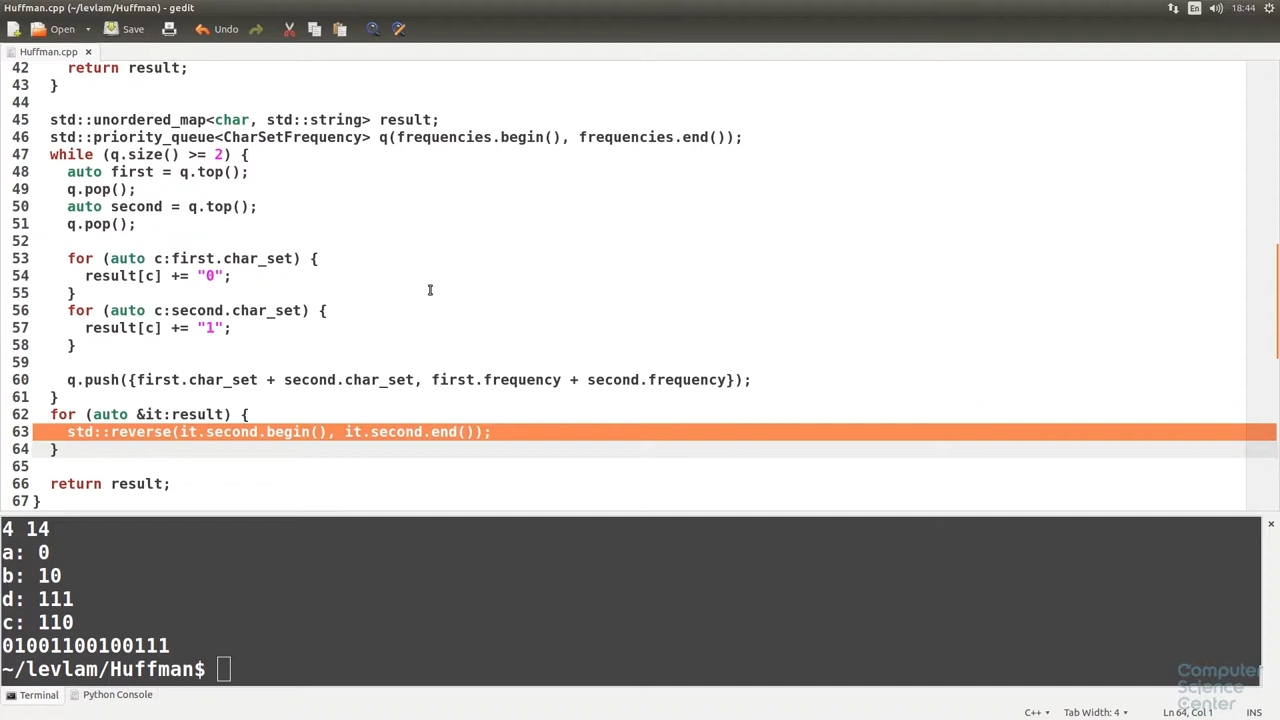 Huffman.cpp (~/levlam/Huffman) - gedit
En 18:44
Open Save Undo
Huffman.cpp ×
42     return result;
43   }
44
45   std::unordered_map<char, std::string> result;
46   std::priority_queue<CharSetFrequency> q(frequencies.begin(), frequencies.end());
47   while (q.size() >= 2) {
48     auto first = q.top();
49     q.pop();
50     auto second = q.top();
51     q.pop();
52
53     for (auto c:first.char_set) {
54       result[c] += "0";
55     }
56     for (auto c:second.char_set) {
57       result[c] += "1";
58     }
59
60     q.push({first.char_set + second.char_set, first.frequency + second.frequency});
61   }
62   for (auto &it:result) {
63     std::reverse(it.second.begin(), it.second.end());
64   }
65
66   return result;
67 }
4 14
a: 0
b: 10
d: 111
c: 110
01001100100111
~/levlam/Huffman$
Computer
Science
Center
Terminal Python Console
C++ Tab Width: 4 Ln 64, Col 1 INS